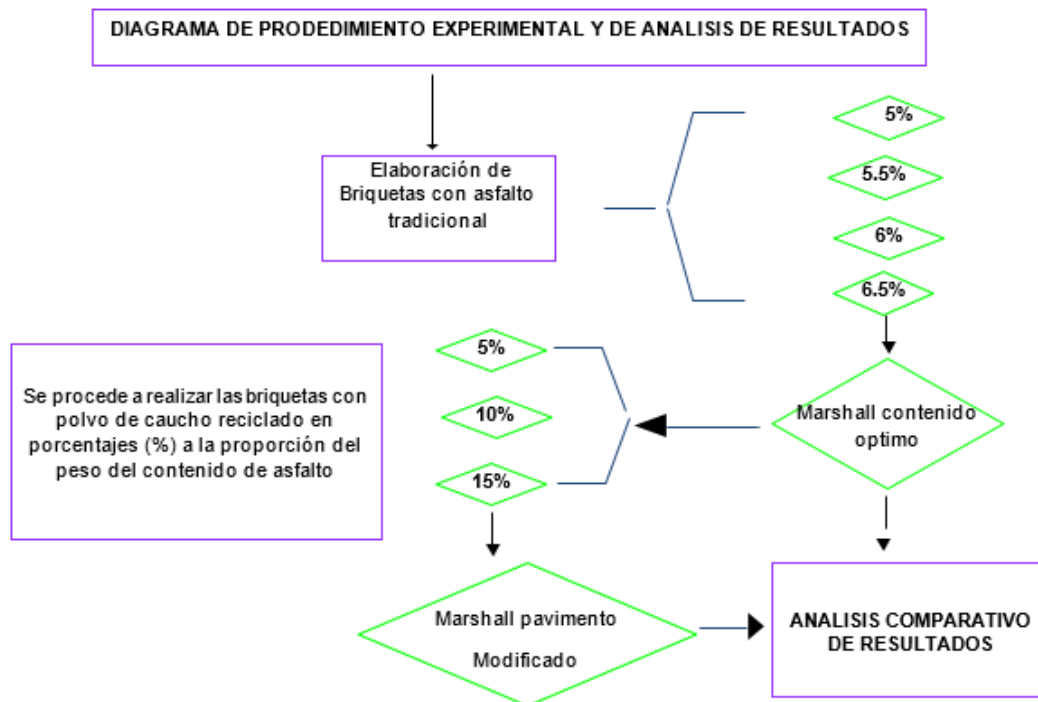 DIAGRAMA DE PRODEDIMIENTO EXPERIMENTAL Y DE ANALISIS DE RESULTADOS
Elaboración de
Briquetas con asfalto
tradicional
5%
5.5%
6%
6.5%
Marshall contenido
optimo
5%
10%
15%
Se procede a realizar las briquetas con
polvo de caucho reciclado en
porcentajes (%) a la proporción del
peso del contenido de asfalto
Marshall pavimento
Modificado
ANALISIS COMPARATIVO
DE RESULTADOS